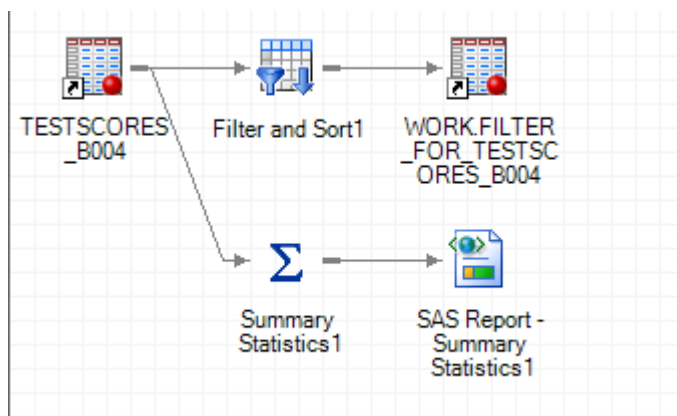 TESTSCORES
_B004
Filter and Sort1
WORK.FILTER
_FOR_TESTSC
ORES_B004
Summary
Statistics1
SAS Report -
Summary
Statistics1